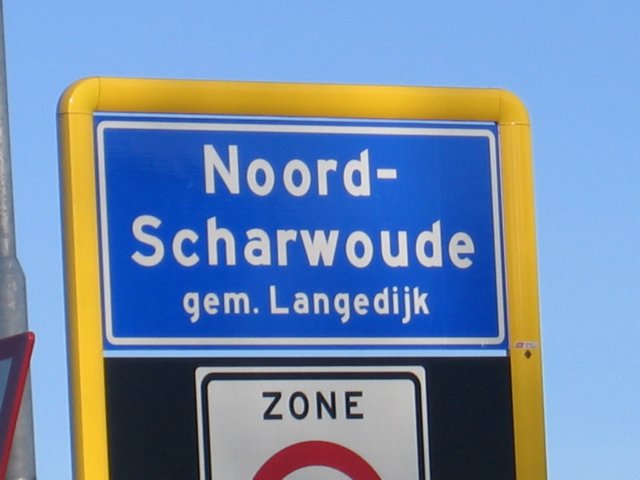 Noord-
Scharwoude
gem. Langedijk
ZONE